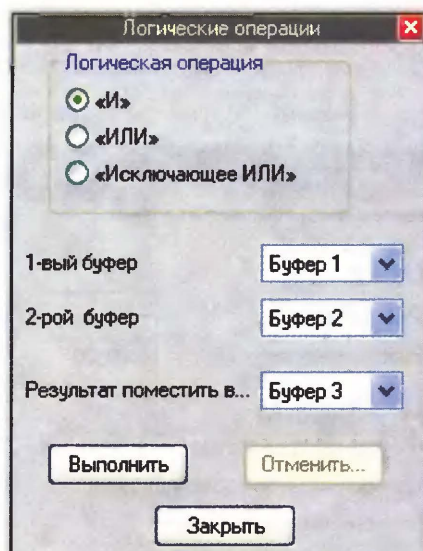 Логические операции
Логическая операция
«И»
«ИЛИ»
«Исключающее ИЛИ»
1-вый буфер Буфер 1
2-рой буфер Буфер 2
Результат поместить в... Буфер 3
Выполнить Отменить...
Закрыть